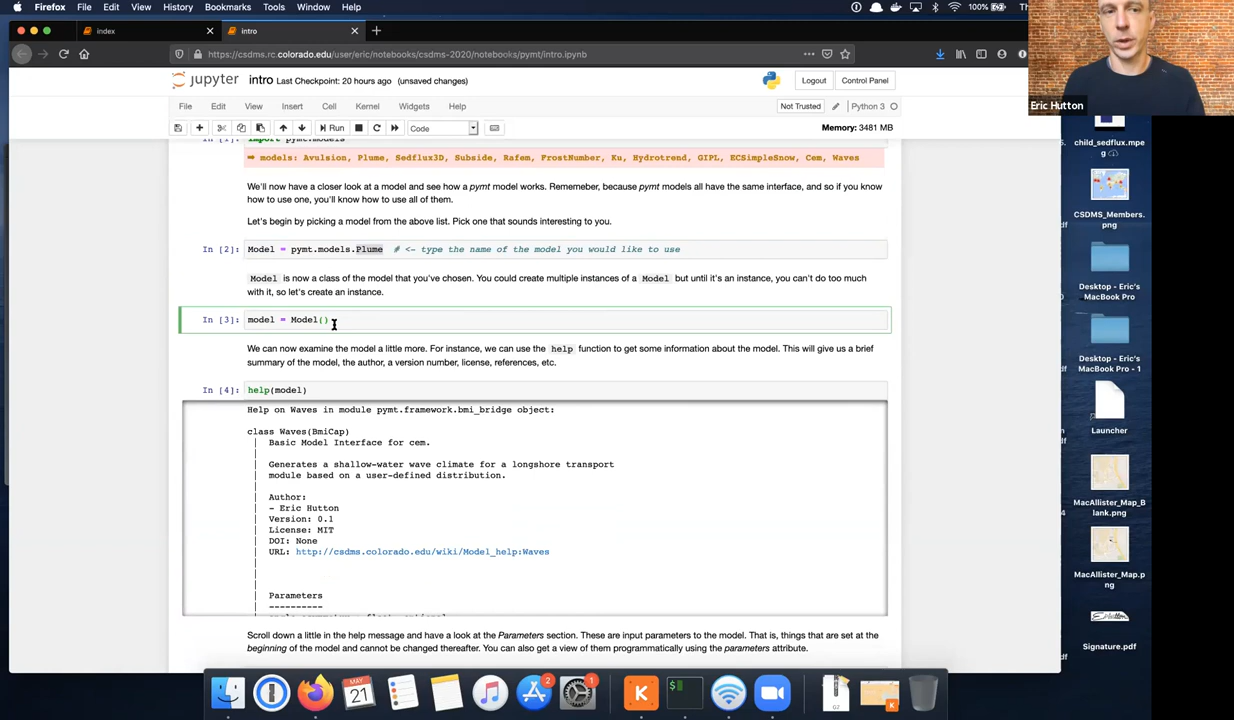 Firefox File Edit View History Bookmarks Tools Window Help 100%
index
intro
https://csdms.rc.colorado.edu/user/eric/notebooks/csdms-2020/notebooks/pymt/intro.ipynb
jupyter intro Last Checkpoint: 20 hours ago (unsaved changes) Logout Control Panel
File Edit View Insert Cell Kernel Widgets Help Not Trusted Python 3
Run Code Memory: 3481 MB
In [1]: import pymt.models
➡ models: Avulsion, Plume, Sedflux3D, Subside, Rafem, FrostNumber, Ku, Hydrotrend, GIPL, ECSimpleSnow, Cem, Waves
We'll now have a closer look at a model and see how a pymt model works. Rememeber, because pymt models all have the same interface, and so if you know
how to use one, you'll know how to use all of them.
Let's begin by picking a model from the above list. Pick one that sounds interesting to you.
In [2]: Model = pymt.models.Plume # <- type the name of the model you would like to use
Model is now a class of the model that you've chosen. You could create multiple instances of a Model but until it's an instance, you can't do too much
with it, so let's create an instance.
In [3]: model = Model()
We can now examine the model a little more. For instance, we can use the help function to get some information about the model. This will give us a brief
summary of the model, the author, a version number, license, references, etc.
In [4]: help(model)
Help on Waves in module pymt.framework.bmi_bridge object:
class Waves(BmiCap)
| Basic Model Interface for cem.
|
| Generates a shallow-water wave climate for a longshore transport
| module based on a user-defined distribution.
|
| Author:
| - Eric Hutton
| Version: 0.1
| License: MIT
| DOI: None
| URL: http://csdms.colorado.edu/wiki/Model_help:Waves
|
|
|
| Parameters
| ----------
Scroll down a little in the help message and have a look at the Parameters section. These are input parameters to the model. That is, things that are set at the
beginning of the model and cannot be changed thereafter. You can also get a view of them programmatically using the parameters attribute.
Eric Hutton
child_sedflux.mpe
g
CSDMS_Members.
png
Desktop - Eric's
MacBook Pro
Desktop - Eric's
MacBook Pro - 1
Launcher
MacAllister_Map_B
lank.png
MacAllister_Map.p
ng
Signature.pdf
MAY
21
2
1
K
$
GZ
K